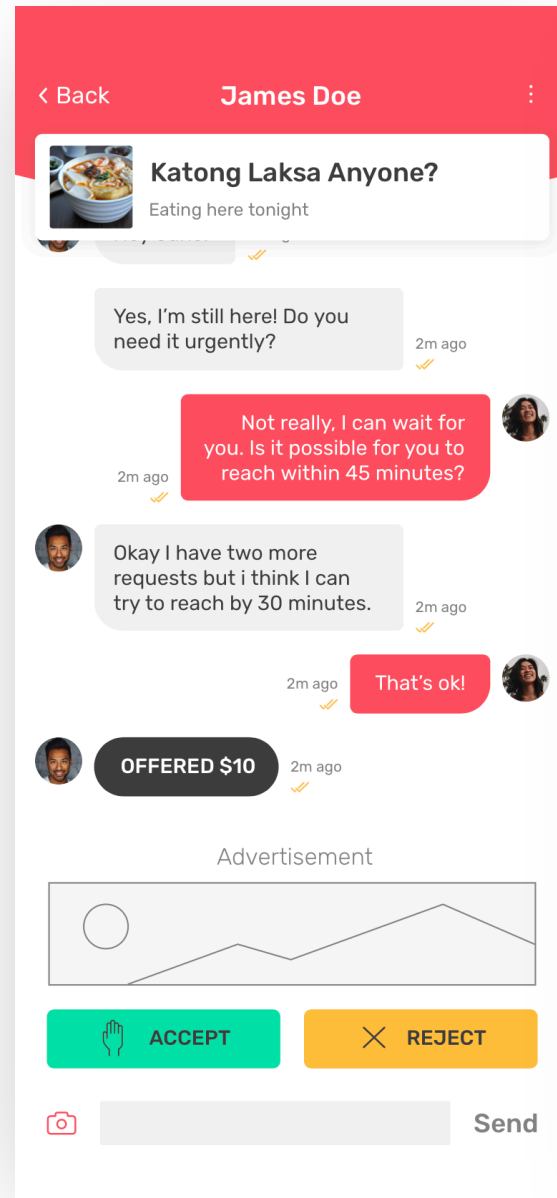 Back
James Doe
Katong Laksa Anyone?
Eating here tonight
Yes, I’m still here! Do you
need it urgently?
2m ago
Not really, I can wait for
you. Is it possible for you to
reach within 45 minutes?
2m ago
Okay I have two more
requests but i think I can
try to reach by 30 minutes.
2m ago
That’s ok!
2m ago
OFFERED $10
2m ago
Advertisement
ACCEPT
REJECT
Send